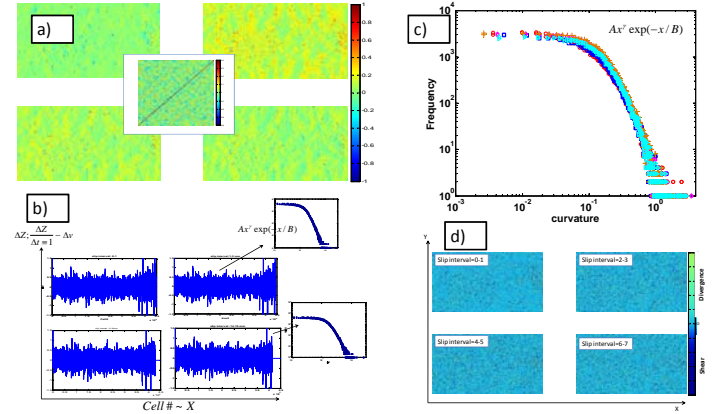 a)
1
0.8
0.6
0.4
0.2
0
-0.2
-0.4
-0.6
-0.8
-1
b)
ΔZ; ΔZ/Δt=1 − Δv
Ax^γ exp(−x/B)
Cell # ~ X
c)
Frequency
10^4
10^3
10^2
10^1
10^0
Ax^γ exp(−x/B)
10^-3
10^-2
10^-1
10^0
curvature
d)
Y
Slip interval=0-1
Slip interval=2-3
Slip interval=4-5
Slip interval=6-7
Divergence
Shear
X